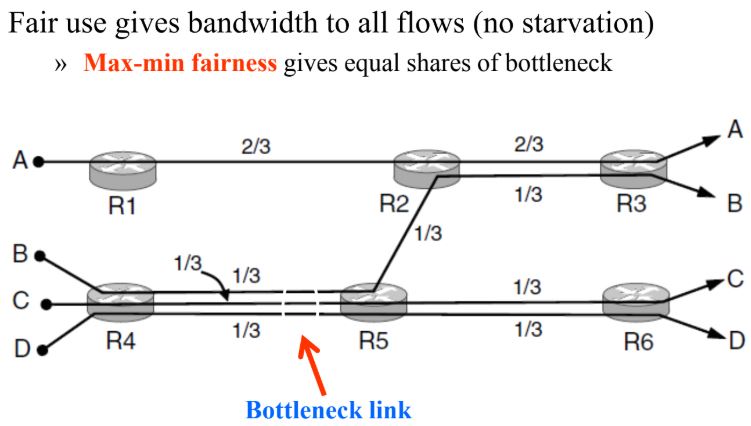 Fair use gives bandwidth to all flows (no starvation)
» Max-min fairness gives equal shares of bottleneck
A
2/3
2/3
A
R1
R2
1/3
R3
B
1/3
B
1/3
1/3
1/3
C
C
R4
1/3
R5
1/3
R6
D
D
Bottleneck link